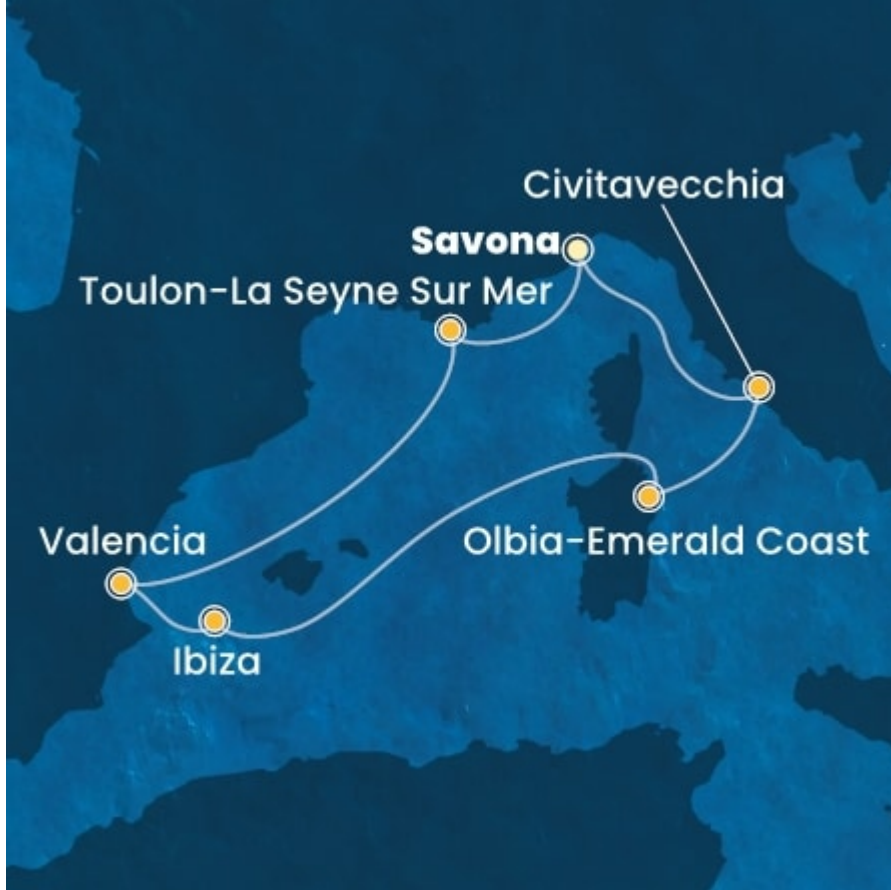 Civitavecchia
Savona
Toulon-La Seyne Sur Mer
Valencia
Olbia-Emerald Coast
Ibiza